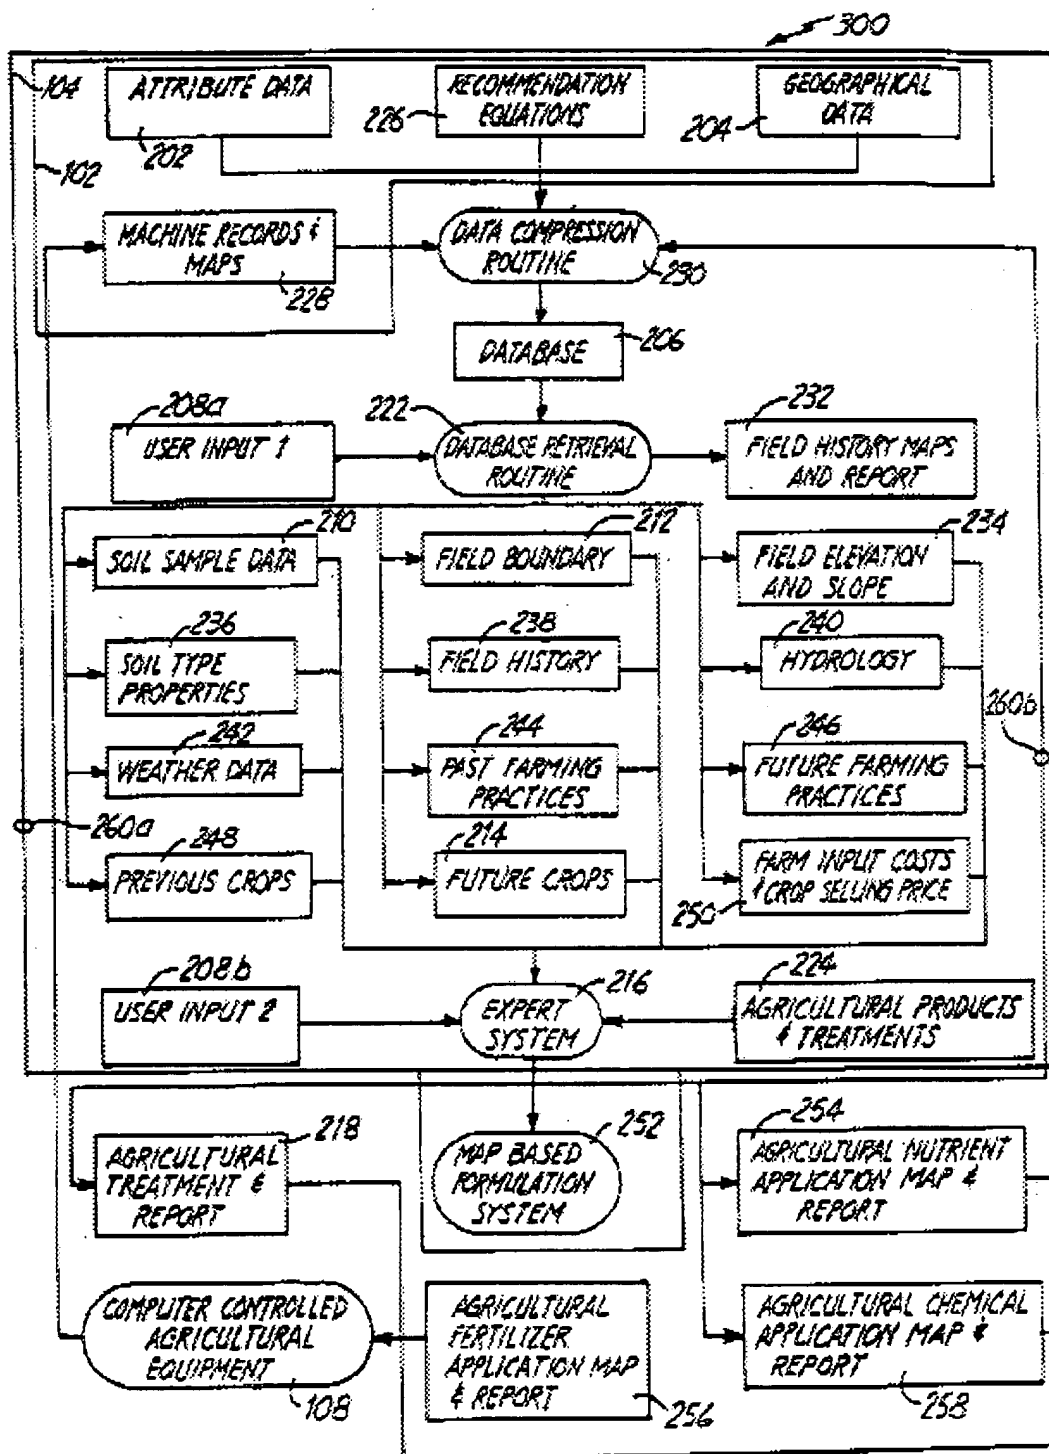 300
104
ATTRIBUTE DATA
202
226
RECOMMENDATION
EQUATIONS
204
GEOGRAPHICAL
DATA
102
MACHINE RECORDS &
MAPS
228
DATA COMPRESSION
ROUTINE
230
DATABASE
206
208a
USER INPUT 1
222
DATABASE RETRIEVAL
ROUTINE
232
FIELD HISTORY MAPS
AND REPORT
210
SOIL SAMPLE DATA
212
FIELD BOUNDARY
234
FIELD ELEVATION
AND SLOPE
236
SOIL TYPE
PROPERTIES
238
FIELD HISTORY
240
HYDROLOGY
260b
242
WEATHER DATA
244
PAST FARMING
PRACTICES
246
FUTURE FARMING
PRACTICES
260a
248
PREVIOUS CROPS
214
FUTURE CROPS
FARM INPUT COSTS
& CROP SELLING PRICE
250
208b
USER INPUT 2
216
EXPERT
SYSTEM
224
AGRICULTURAL PRODUCTS
& TREATMENTS
218
AGRICULTURAL
TREATMENT &
REPORT
252
MAP BASED
FORMULATION
SYSTEM
254
AGRICULTURAL NUTRIENT
APPLICATION MAP &
REPORT
COMPUTER CONTROLLED
AGRICULTURAL
EQUIPMENT
108
AGRICULTURAL
FERTILIZER
APPLICATION MAP
& REPORT
256
AGRICULTURAL CHEMICAL
APPLICATION MAP &
REPORT
258